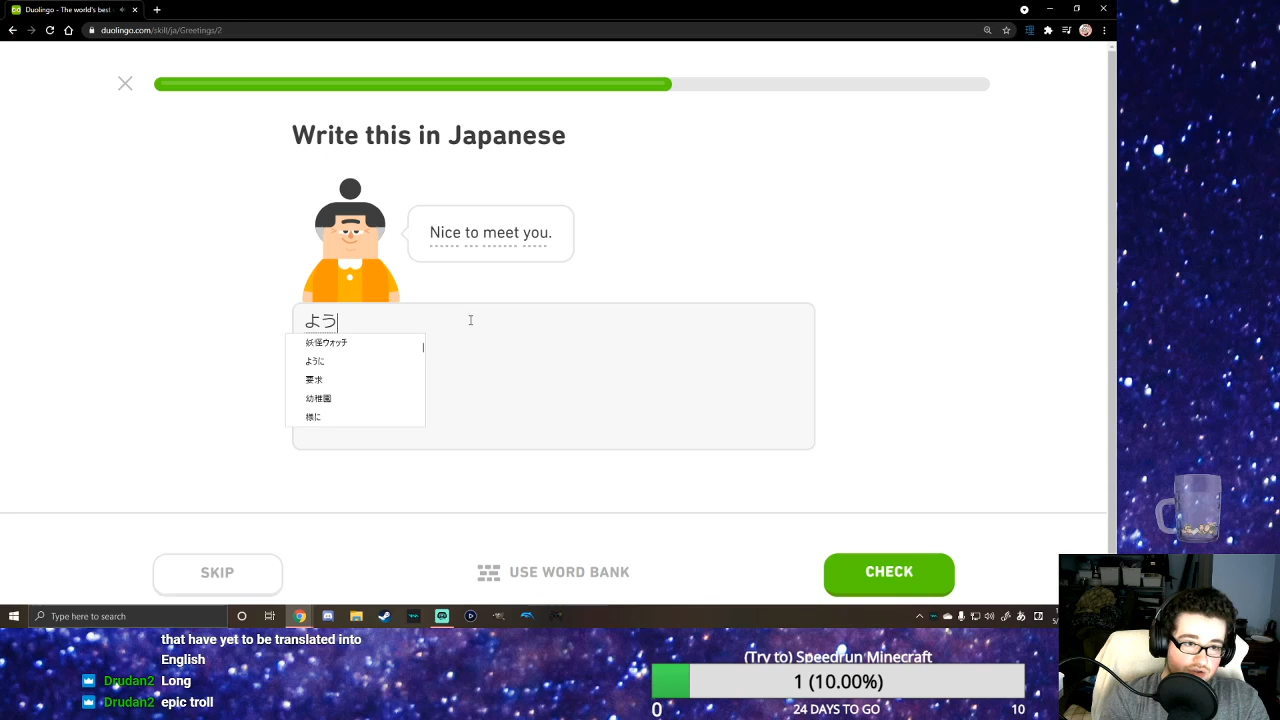 Duolingo - The world's best
duolingo.com/skill/ja/Greetings/2
Write this in Japanese
Nice to meet you.
よう
妖怪ウォッチ
ように
要求
幼稚園
様に
SKIP
USE WORD BANK
CHECK
Type here to search
that have yet to be translated into
English
Drudan2 Long
Drudan2 epic troll
(Try to) Speedrun Minecraft
1 (10.00%)
0
24 DAYS TO GO
10